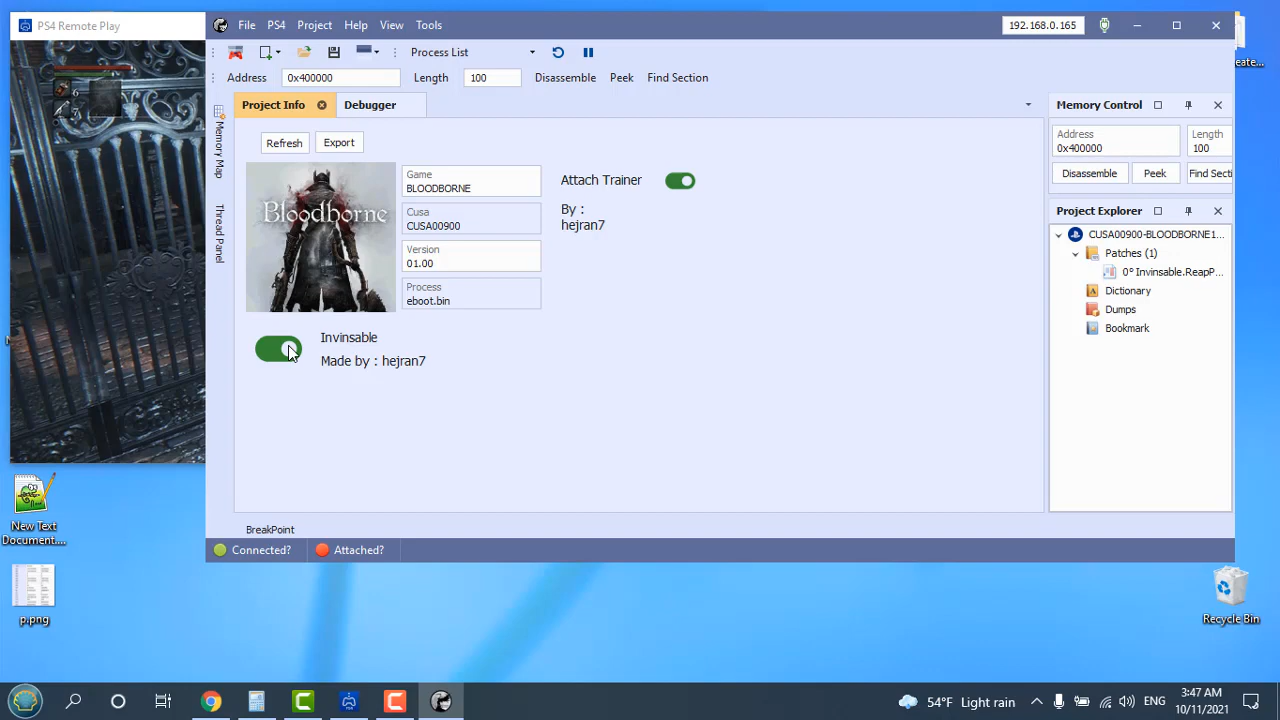 PS4 Remote Play
File PS4 Project Help View Tools
192.168.0.165
Process List
Address 0x400000 Length 100 Disassemble Peek Find Section
Project Info Debugger
Memory Map
Thread Panel
Refresh Export
Bloodborne
Game
BLOODBORNE
Cusa
CUSA00900
Version
01.00
Process
eboot.bin
Attach Trainer
By :
hejran7
Invinsable
Made by : hejran7
Memory Control
Address
0x400000
Length
100
Disassemble Peek Find Secti
Project Explorer
CUSA00900-BLOODBORNE1...
Patches (1)
0° Invinsable.ReapP...
Dictionary
Dumps
Bookmark
BreakPoint
Connected? Attached?
6
7
New Text
Document....
p.png
reate...
Recycle Bin
54°F Light rain
ENG
3:47 AM
10/11/2021